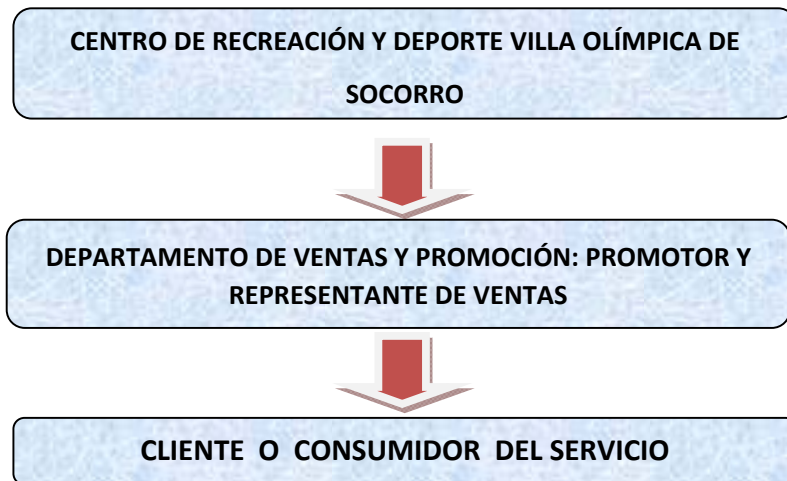 CENTRO DE RECREACIÓN Y DEPORTE VILLA OLÍMPICA DE
SOCORRO
DEPARTAMENTO DE VENTAS Y PROMOCIÓN: PROMOTOR Y
REPRESENTANTE DE VENTAS
CLIENTE O CONSUMIDOR DEL SERVICIO